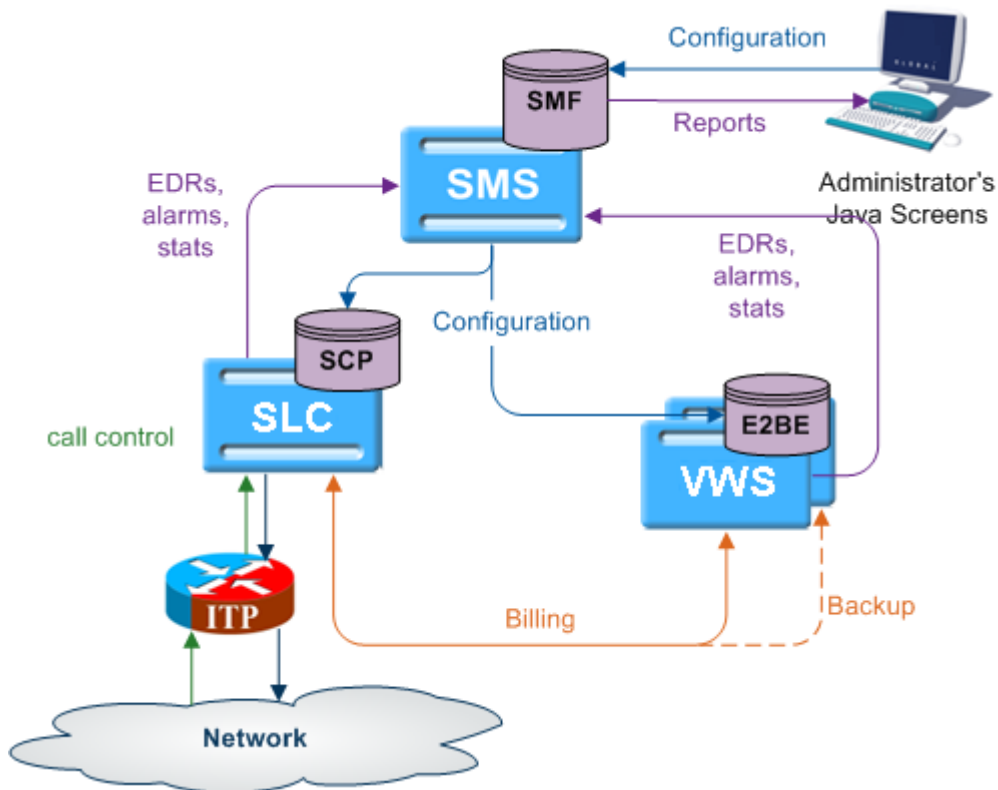 Configuration
SMF
Reports
SMS
EDRs,
alarms,
stats
Administrator's
Java Screens
EDRs,
alarms,
stats
Configuration
SCP
SLC
E2BE
VWS
call control
ITP
Billing
Backup
Network